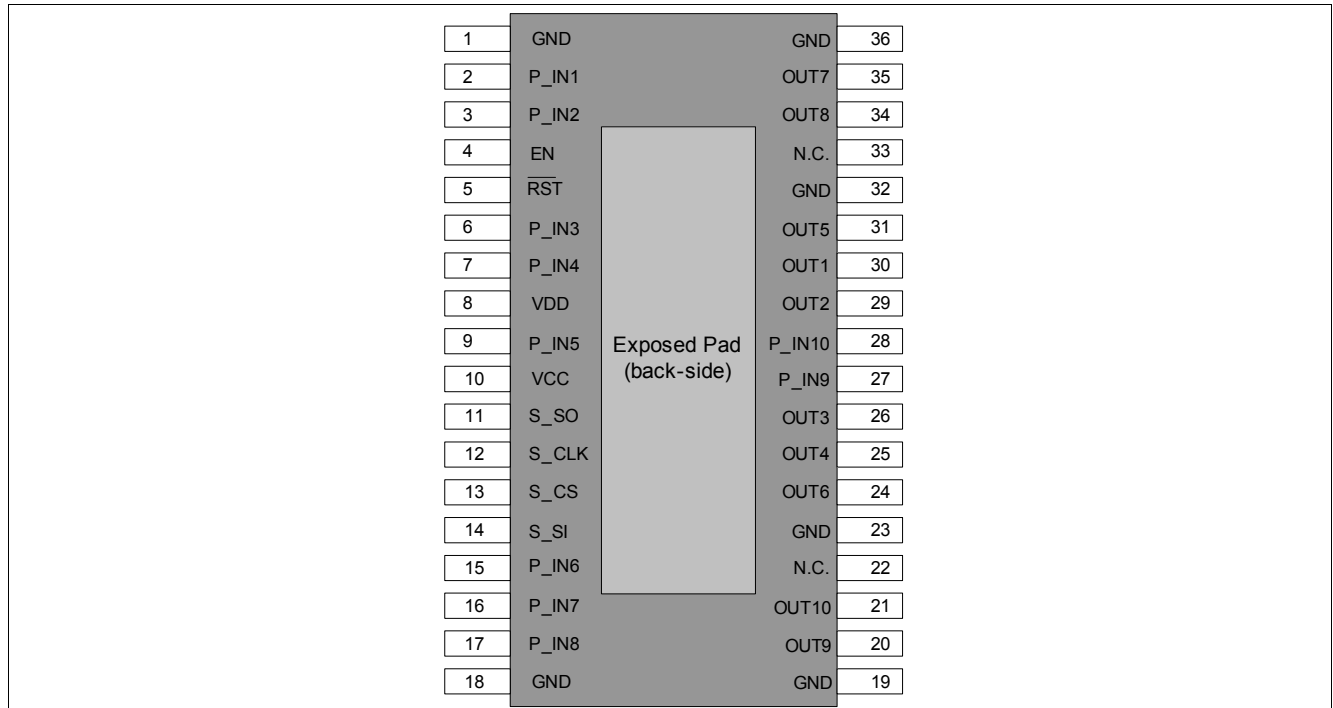 1 GND GND 36
2 P_IN1 OUT7 35
3 P_IN2 OUT8 34
4 EN N.C. 33
5 RST GND 32
6 P_IN3 OUT5 31
7 P_IN4 OUT1 30
8 VDD OUT2 29
9 P_IN5 Exposed Pad P_IN10 28
(back-side)
10 VCC P_IN9 27
11 S_SO OUT3 26
12 S_CLK OUT4 25
13 S_CS OUT6 24
14 S_SI GND 23
15 P_IN6 N.C. 22
16 P_IN7 OUT10 21
17 P_IN8 OUT9 20
18 GND GND 19